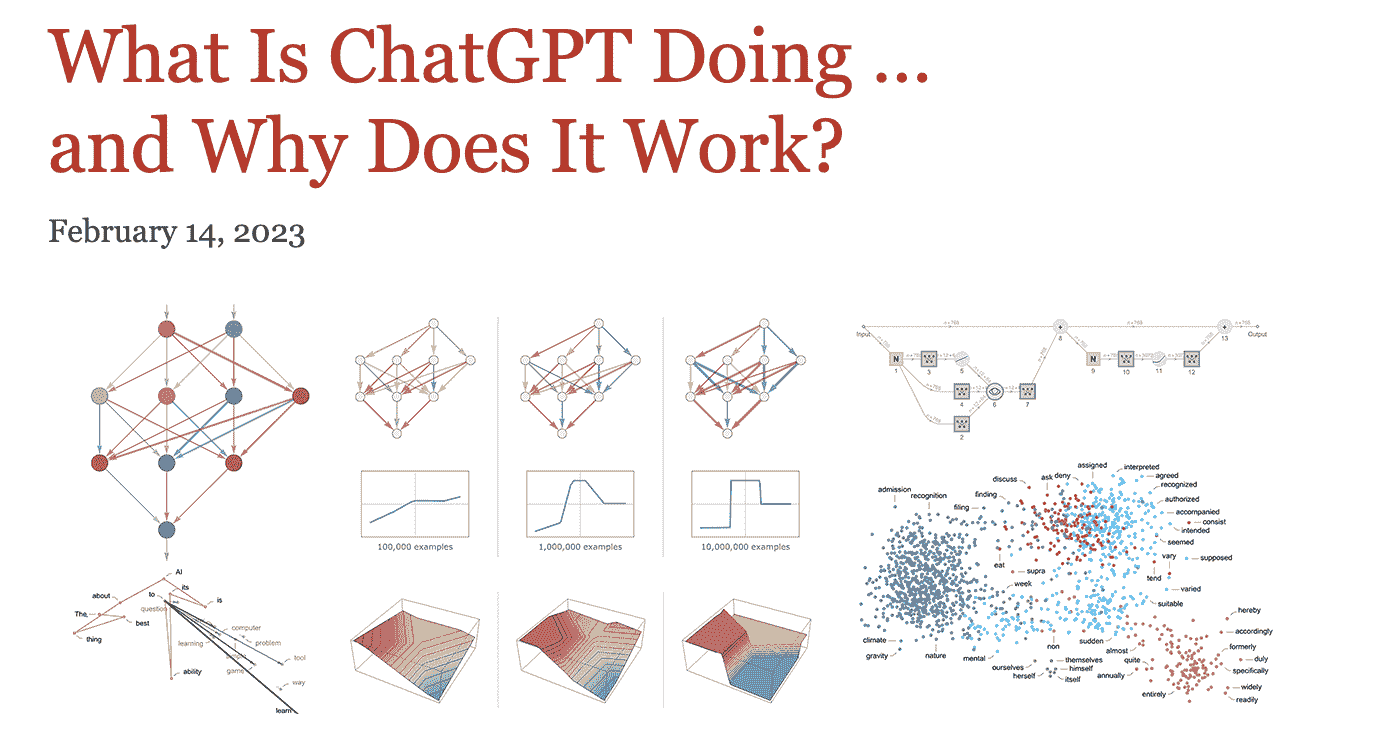 What Is ChatGPT Doing …
and Why Does It Work?
February 14, 2023
Input
Output
N
1
3
5
4
6
7
2
+
8
N
9
10
11
12
+
13
100,000 examples
1,000,000 examples
10,000,000 examples
AI
its
about
to
is
question
The
best
thing
computer
learning
problem
tool
game
ability
way
learn
admission
recognition
filing
finding
discuss
ask
deny
assigned
interpreted
agreed
recognized
authorized
accompanied
consist
intended
seemed
vary
supposed
tend
varied
suitable
eat
supra
week
climate
gravity
nature
mental
non
sudden
almost
ourselves
themselves
himself
herself
itself
quite
annually
entirely
hereby
accordingly
formerly
duly
specifically
widely
readily